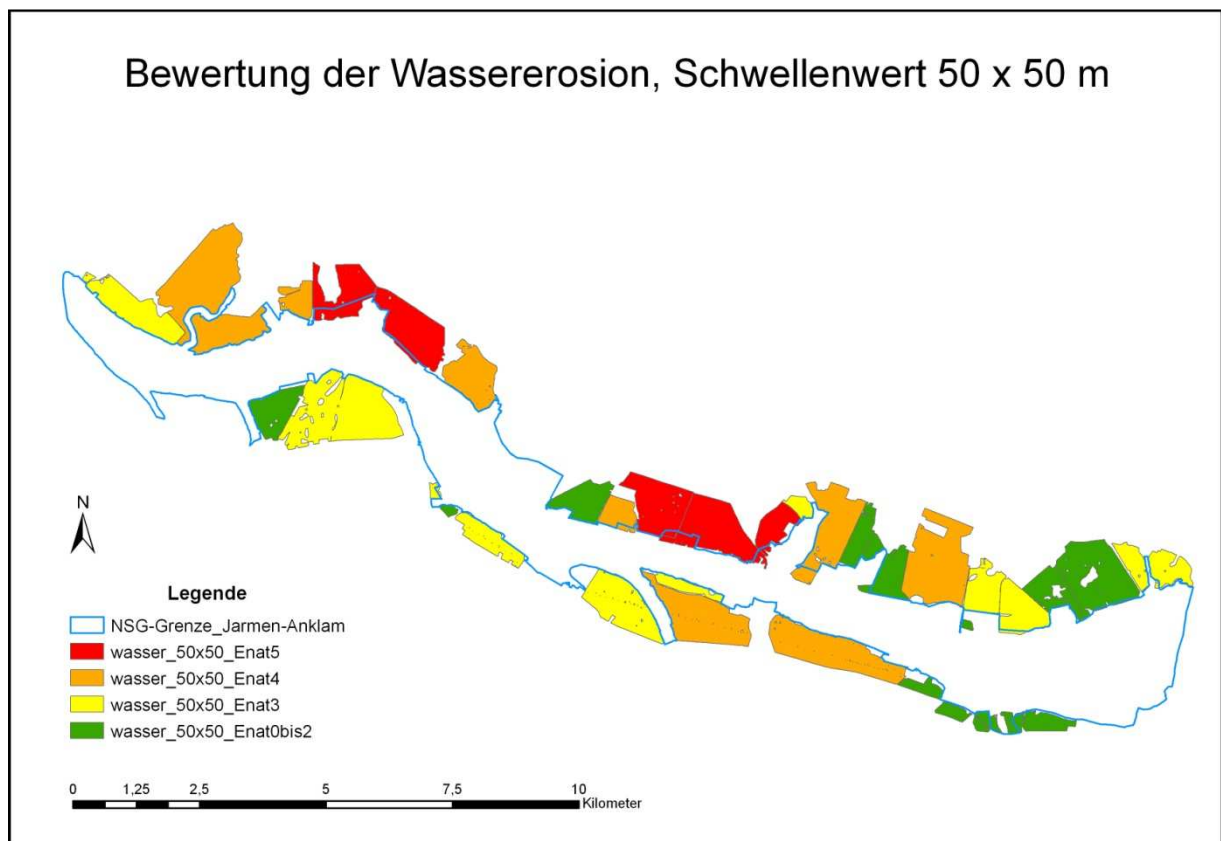 Bewertung der Wassererosion, Schwellenwert 50 x 50 m
N
Legende
NSG-Grenze_Jarmen-Anklam
wasser_50x50_Enat5
wasser_50x50_Enat4
wasser_50x50_Enat3
wasser_50x50_Enat0bis2
0 1,25 2,5 5 7,5 10
Kilometer